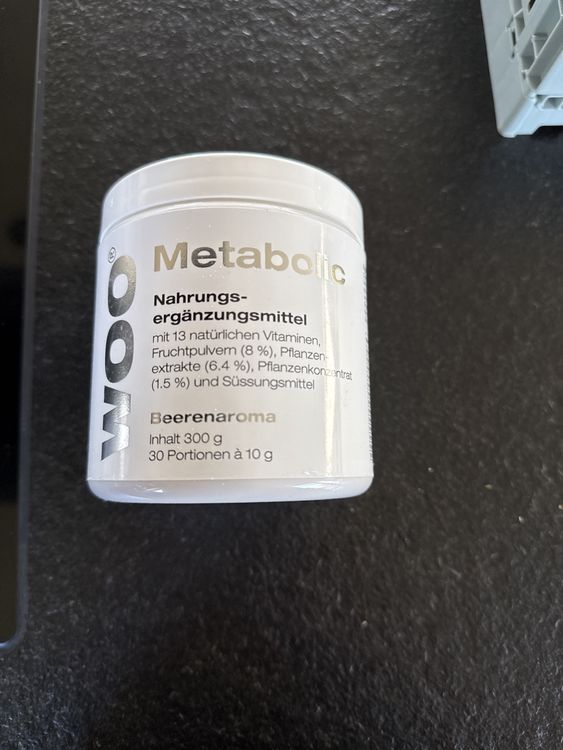 woo®
Metabolic
Nahrungs-
ergänzungsmittel
mit 13 natürlichen Vitaminen,
Fruchtpulvern (8 %), Pflanzen-
extrakte (6.4 %), Pflanzenkonzentrat
(1.5 %) und Süssungsmittel
Beerenaroma
Inhalt 300 g
30 Portionen à 10 g